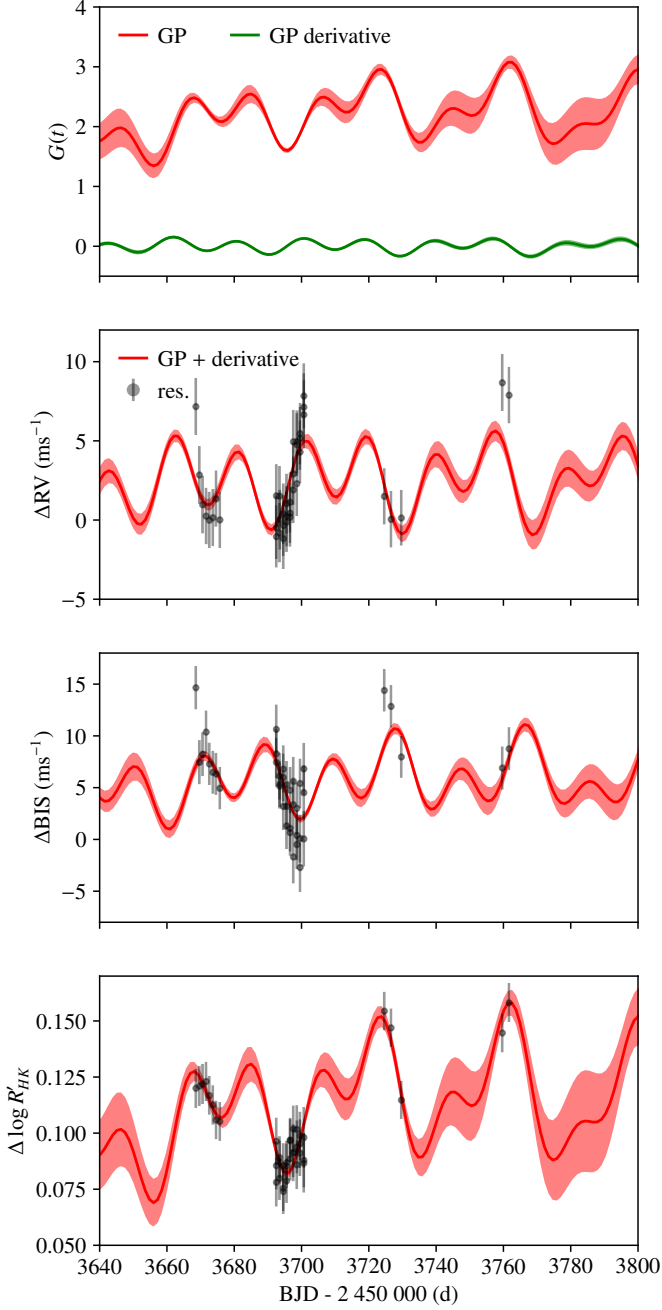 4
3
2
1
0
G(t)
GP
GP derivative
10
5
0
−5
ΔRV (ms⁻¹)
GP + derivative
res.
15
10
5
0
−5
ΔBIS (ms⁻¹)
0.150
0.125
0.100
0.075
0.050
Δ log R′HK
3640 3660 3680 3700 3720 3740 3760 3780 3800
BJD - 2 450 000 (d)